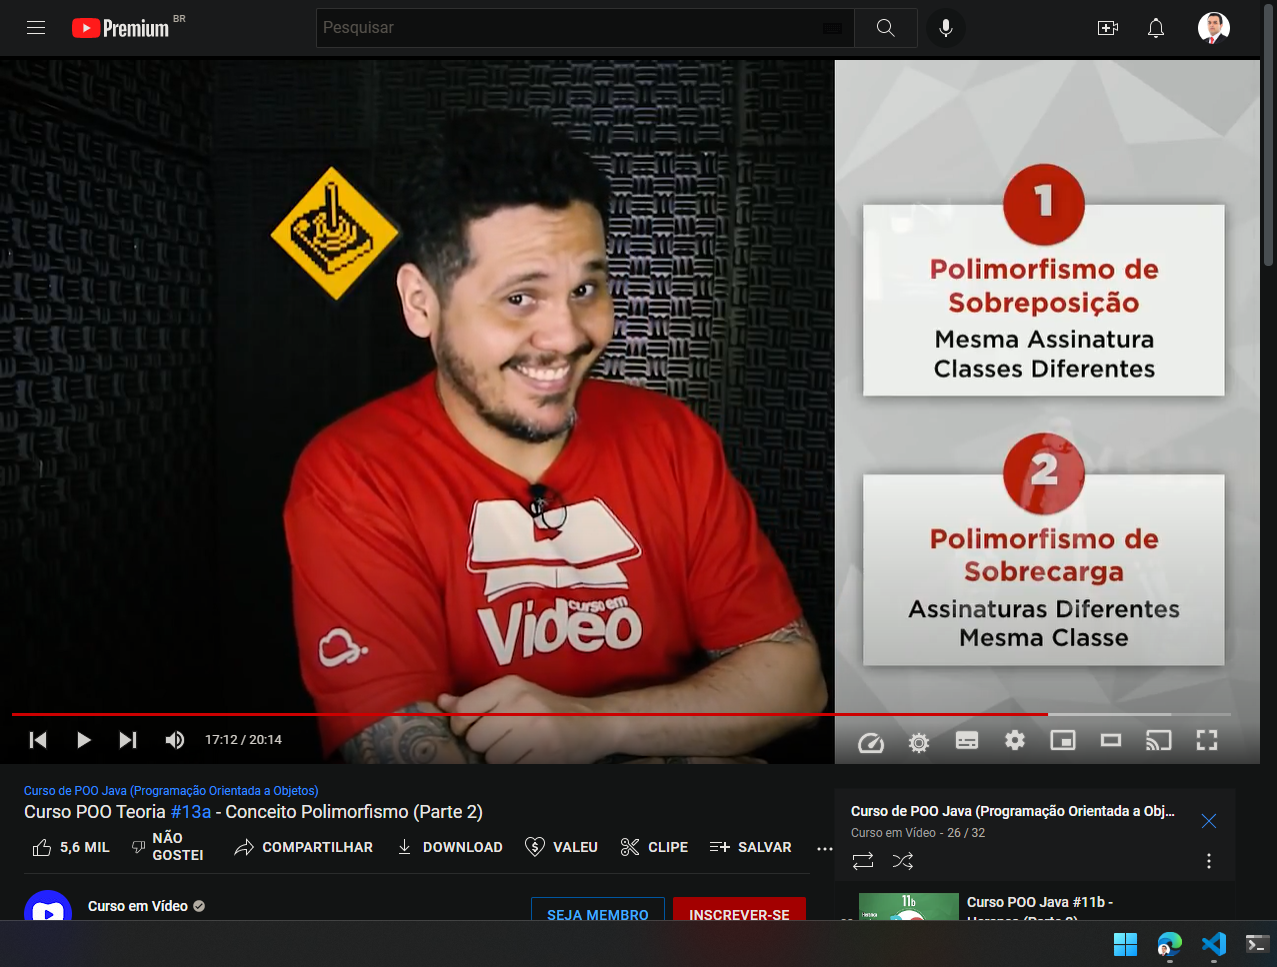 Premium BR
Pesquisar
1
Polimorfismo de
Sobreposição
Mesma Assinatura
Classes Diferentes
2
Polimorfismo de
Sobrecarga
Assinaturas Diferentes
Mesma Classe
curso em
Vídeo
17:12 / 20:14
Curso de POO Java (Programação Orientada a Objetos)
Curso POO Teoria #13a - Conceito Polimorfismo (Parte 2)
5,6 MIL
NÃO
GOSTEI
COMPARTILHAR
DOWNLOAD
VALEU
CLIPE
SALVAR
Curso em Vídeo
SEJA MEMBRO
INSCREVER-SE
Curso de POO Java (Programação Orientada a Obj...
Curso em Vídeo - 26 / 32
11b
Curso POO Java #11b -
Herança (Parte 2)